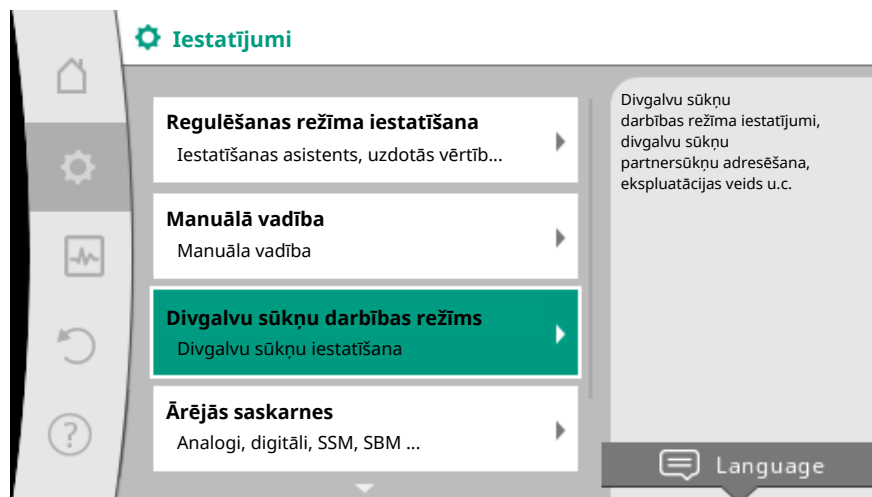 Iestatījumi
Regulēšanas režīma iestatīšana
Iestatīšanas asistents, uzdotās vērtīb...
Manuālā vadība
Manuāla vadība
Divgalvu sūkņu darbības režīms
Divgalvu sūkņu iestatīšana
Ārējās saskarnes
Analogi, digitāli, SSM, SBM ...
Divgalvu sūkņu
darbības režīma iestatījumi,
divgalvu sūkņu
partnersūkņu adresēšana,
ekspluatācijas veids u.c.
Language